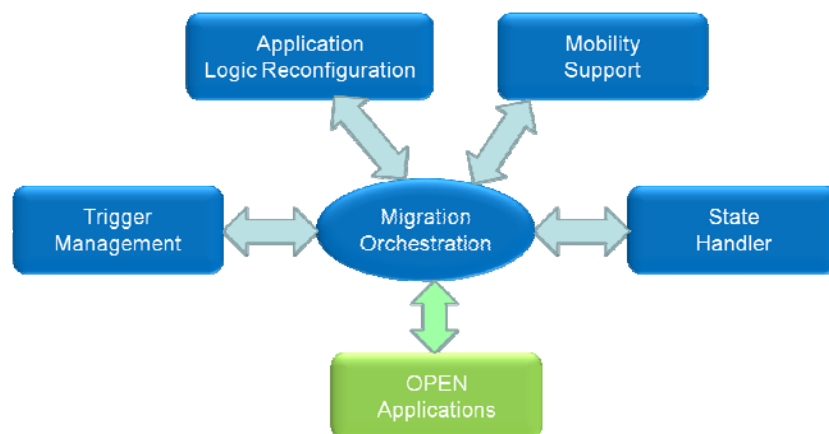 Application
Logic Reconfiguration
Mobility
Support
Trigger
Management
Migration
Orchestration
State
Handler
OPEN
Applications